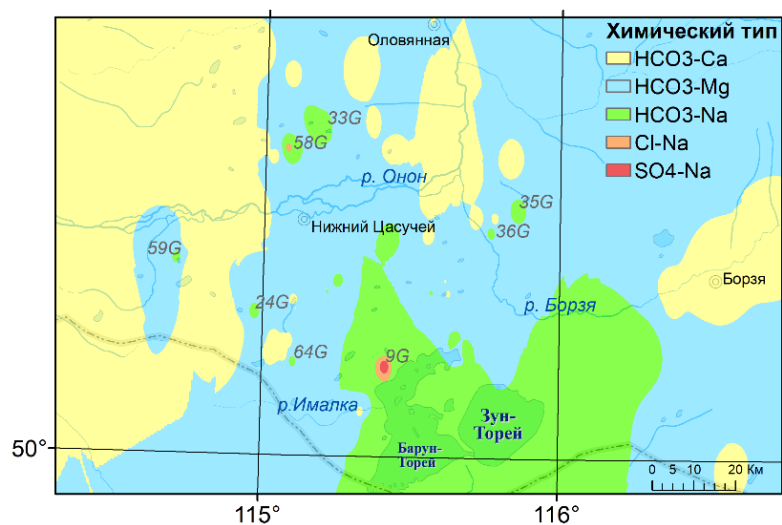 Химический тип
HCO3-Ca
HCO3-Mg
HCO3-Na
Cl-Na
SO4-Na
Оловянная
33G
58G
р. Онон
35G
36G
Нижний Цасучей
59G
Борзя
24G
р. Борзя
64G
9G
р.Ималка
Зун-
Торей
Барун-
Торей
50°
0 5 10 20 Км
115°
116°